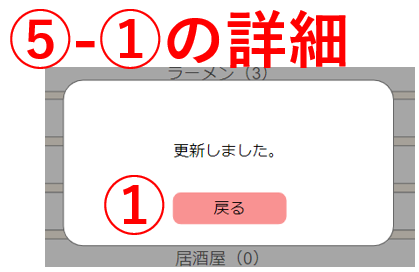 ⑤-①の詳細
ラーメン（3）
更新しました。
① 戻る
居酒屋（0）